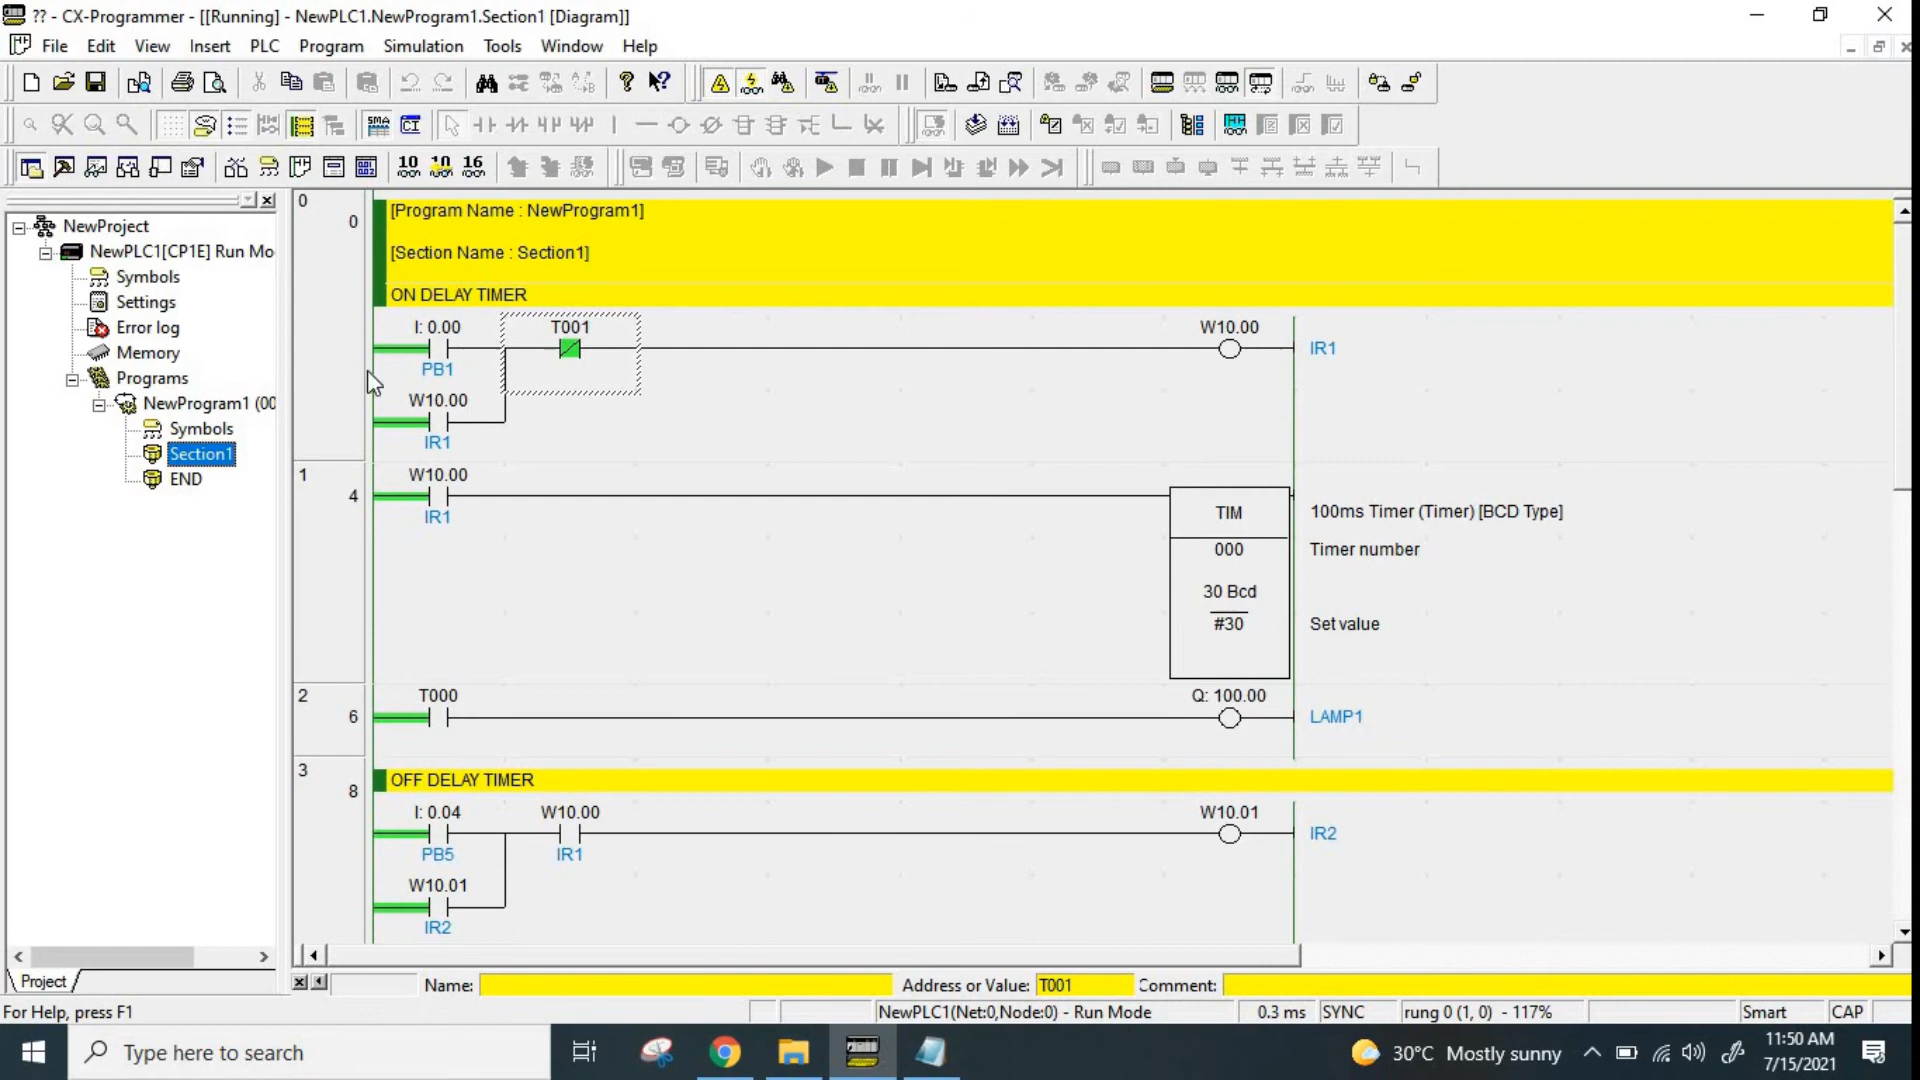 ?? - CX-Programmer - [[Running] - NewPLC1.NewProgram1.Section1 [Diagram]]
File Edit View Insert PLC Program Simulation Tools Window Help
SMA CI
10 10 16
NewProject
NewPLC1[CP1E] Run Mo
Symbols
Settings
Error log
Memory
Programs
NewProgram1 (00
Symbols
Section1
END
Project
0
0
[Program Name : NewProgram1]
[Section Name : Section1]
ON DELAY TIMER
I: 0.00 T001 W10.00
IR1
PB1
W10.00
IR1
1
4
W10.00
IR1
TIM 100ms Timer (Timer) [BCD Type]
000 Timer number
30 Bcd
#30 Set value
2
6
T000 Q: 100.00
LAMP1
3
8
OFF DELAY TIMER
I: 0.04 W10.00 W10.01
IR2
PB5 IR1
W10.01
IR2
Name: Address or Value: T001 Comment:
For Help, press F1 NewPLC1(Net:0,Node:0) - Run Mode 0.3 ms SYNC rung 0 (1, 0) - 117% Smart CAP
Type here to search 30°C Mostly sunny 11:50 AM
7/15/2021